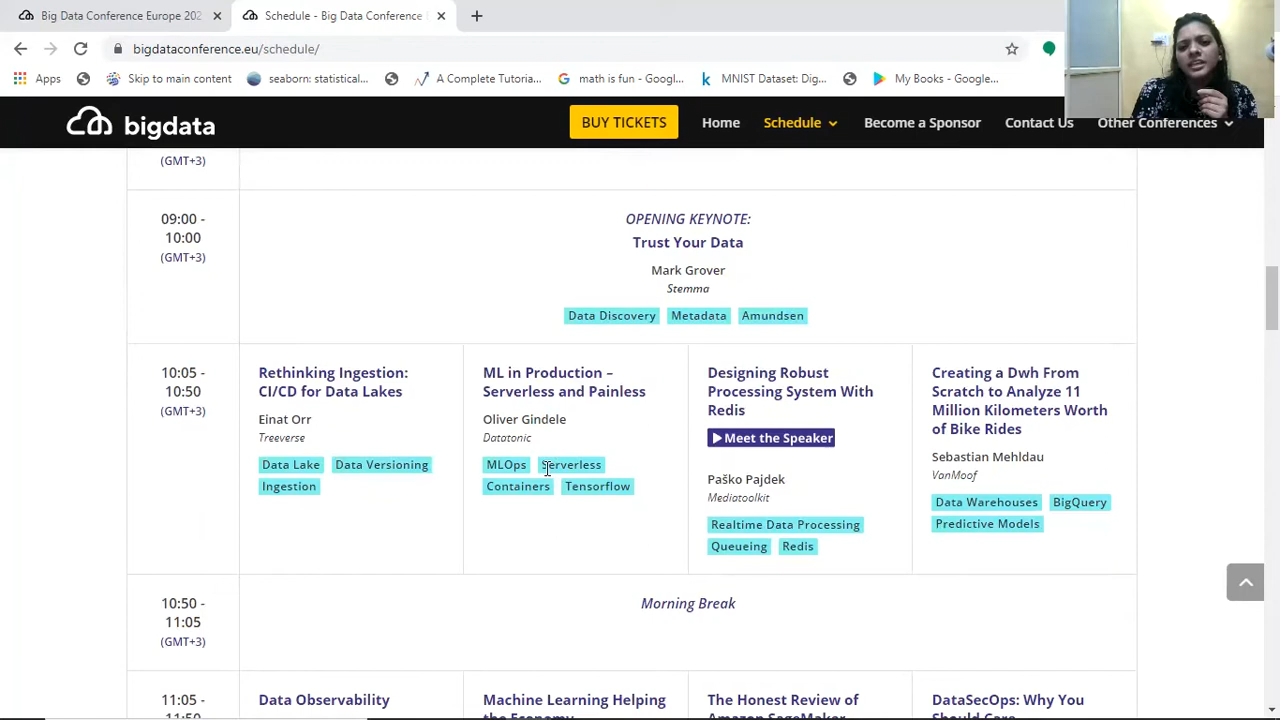 Big Data Conference Europe 202
Schedule - Big Data Conference
bigdataconference.eu/schedule/
Apps
Skip to main content
seaborn: statistical...
A Complete Tutoria...
math is fun - Googl...
MNIST Dataset: Dig...
My Books - Google...
bigdata
BUY TICKETS
Home
Schedule
Become a Sponsor
Contact Us
Other Conferences
(GMT+3)
09:00 -
10:00
(GMT+3)
OPENING KEYNOTE:
Trust Your Data
Mark Grover
Stemma
Data Discovery Metadata Amundsen
10:05 -
10:50
(GMT+3)
Rethinking Ingestion:
CI/CD for Data Lakes
Einat Orr
Treeverse
Data Lake Data Versioning
Ingestion
ML in Production –
Serverless and Painless
Oliver Gindele
Datatonic
MLOps Serverless
Containers Tensorflow
Designing Robust
Processing System With
Redis
Meet the Speaker
Paško Pajdek
Mediatoolkit
Realtime Data Processing
Queueing Redis
Creating a Dwh From
Scratch to Analyze 11
Million Kilometers Worth
of Bike Rides
Sebastian Mehldau
VanMoof
Data Warehouses BigQuery
Predictive Models
10:50 -
11:05
(GMT+3)
Morning Break
11:05 -
11:50
Data Observability
Machine Learning Helping
the Economy
The Honest Review of
Amazon SageMaker
DataSecOps: Why You
Should Care